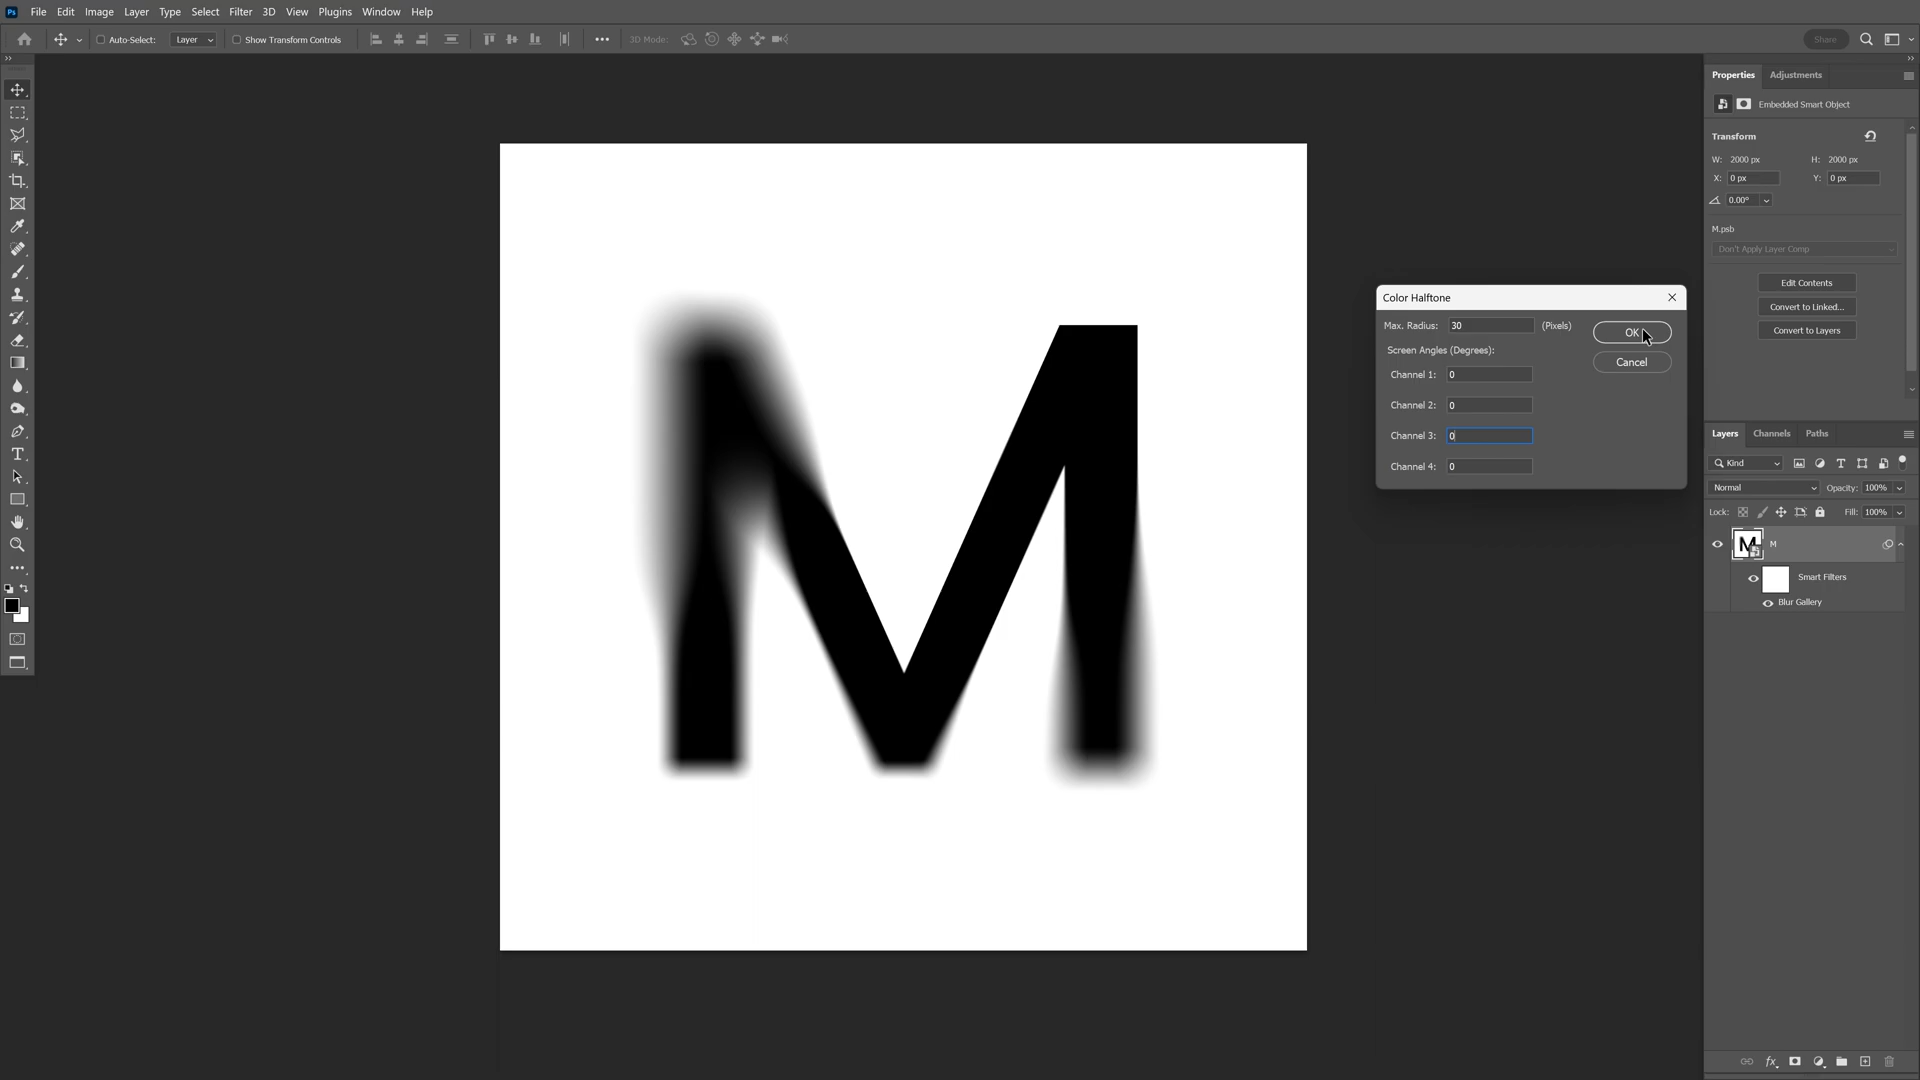 Ps File Edit Image Layer Type Select Filter 3D View Plugins Window Help
Auto-Select: Layer Show Transform Controls 3D Mode: Share
Properties Adjustments
Embedded Smart Object
Transform
W: 2000 px H: 2000 px
X: 0 px Y: 0 px
0.00°
M.psb
Don't Apply Layer Comp
Edit Contents
Convert to Linked...
Convert to Layers
Color Halftone
Max. Radius: 30 (Pixels) OK
Screen Angles (Degrees):
Cancel
Channel 1: 0
Channel 2: 0
Channel 3: 0
Channel 4: 0
M
Layers Channels Paths
Kind
Normal Opacity: 100%
Lock: Fill: 100%
M M
Smart Filters
Blur Gallery
fx